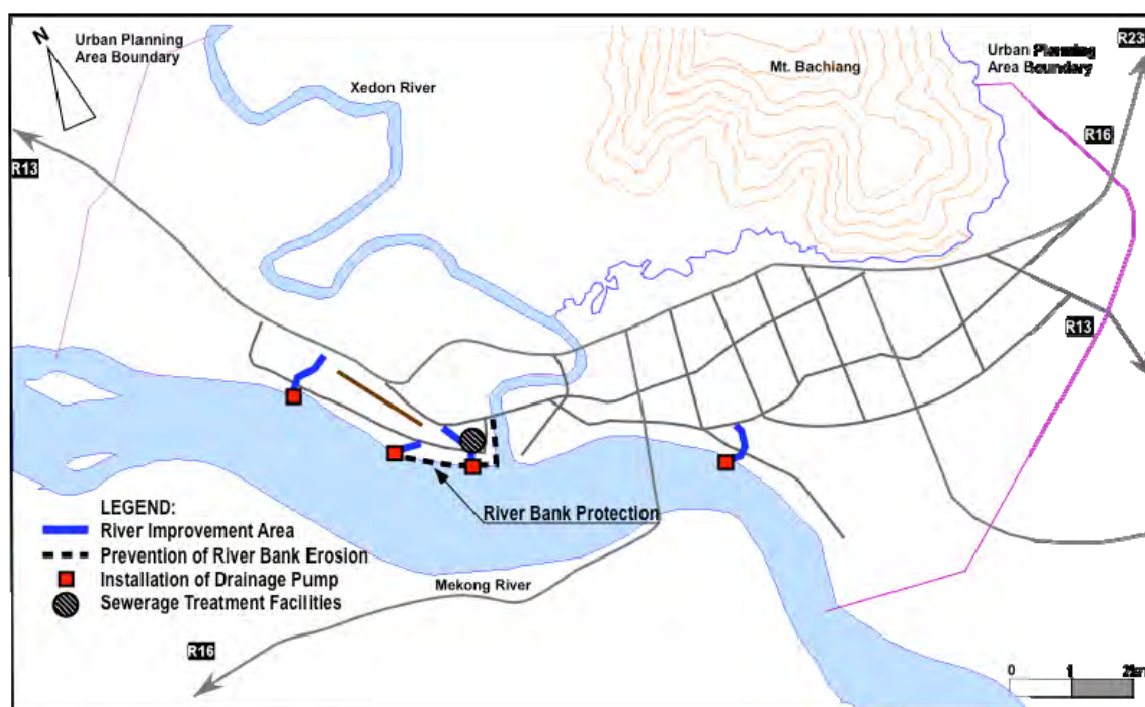 N
Urban Planning
Area Boundary
Xedon River
Mt. Bachiang
Urban Planning
Area Boundary
R23
R16
R13
R13
River Bank Protection
LEGEND:
River Improvement Area
Prevention of River Bank Erosion
Installation of Drainage Pump
Sewerage Treatment Facilities
Mekong River
R16
0 1 2km